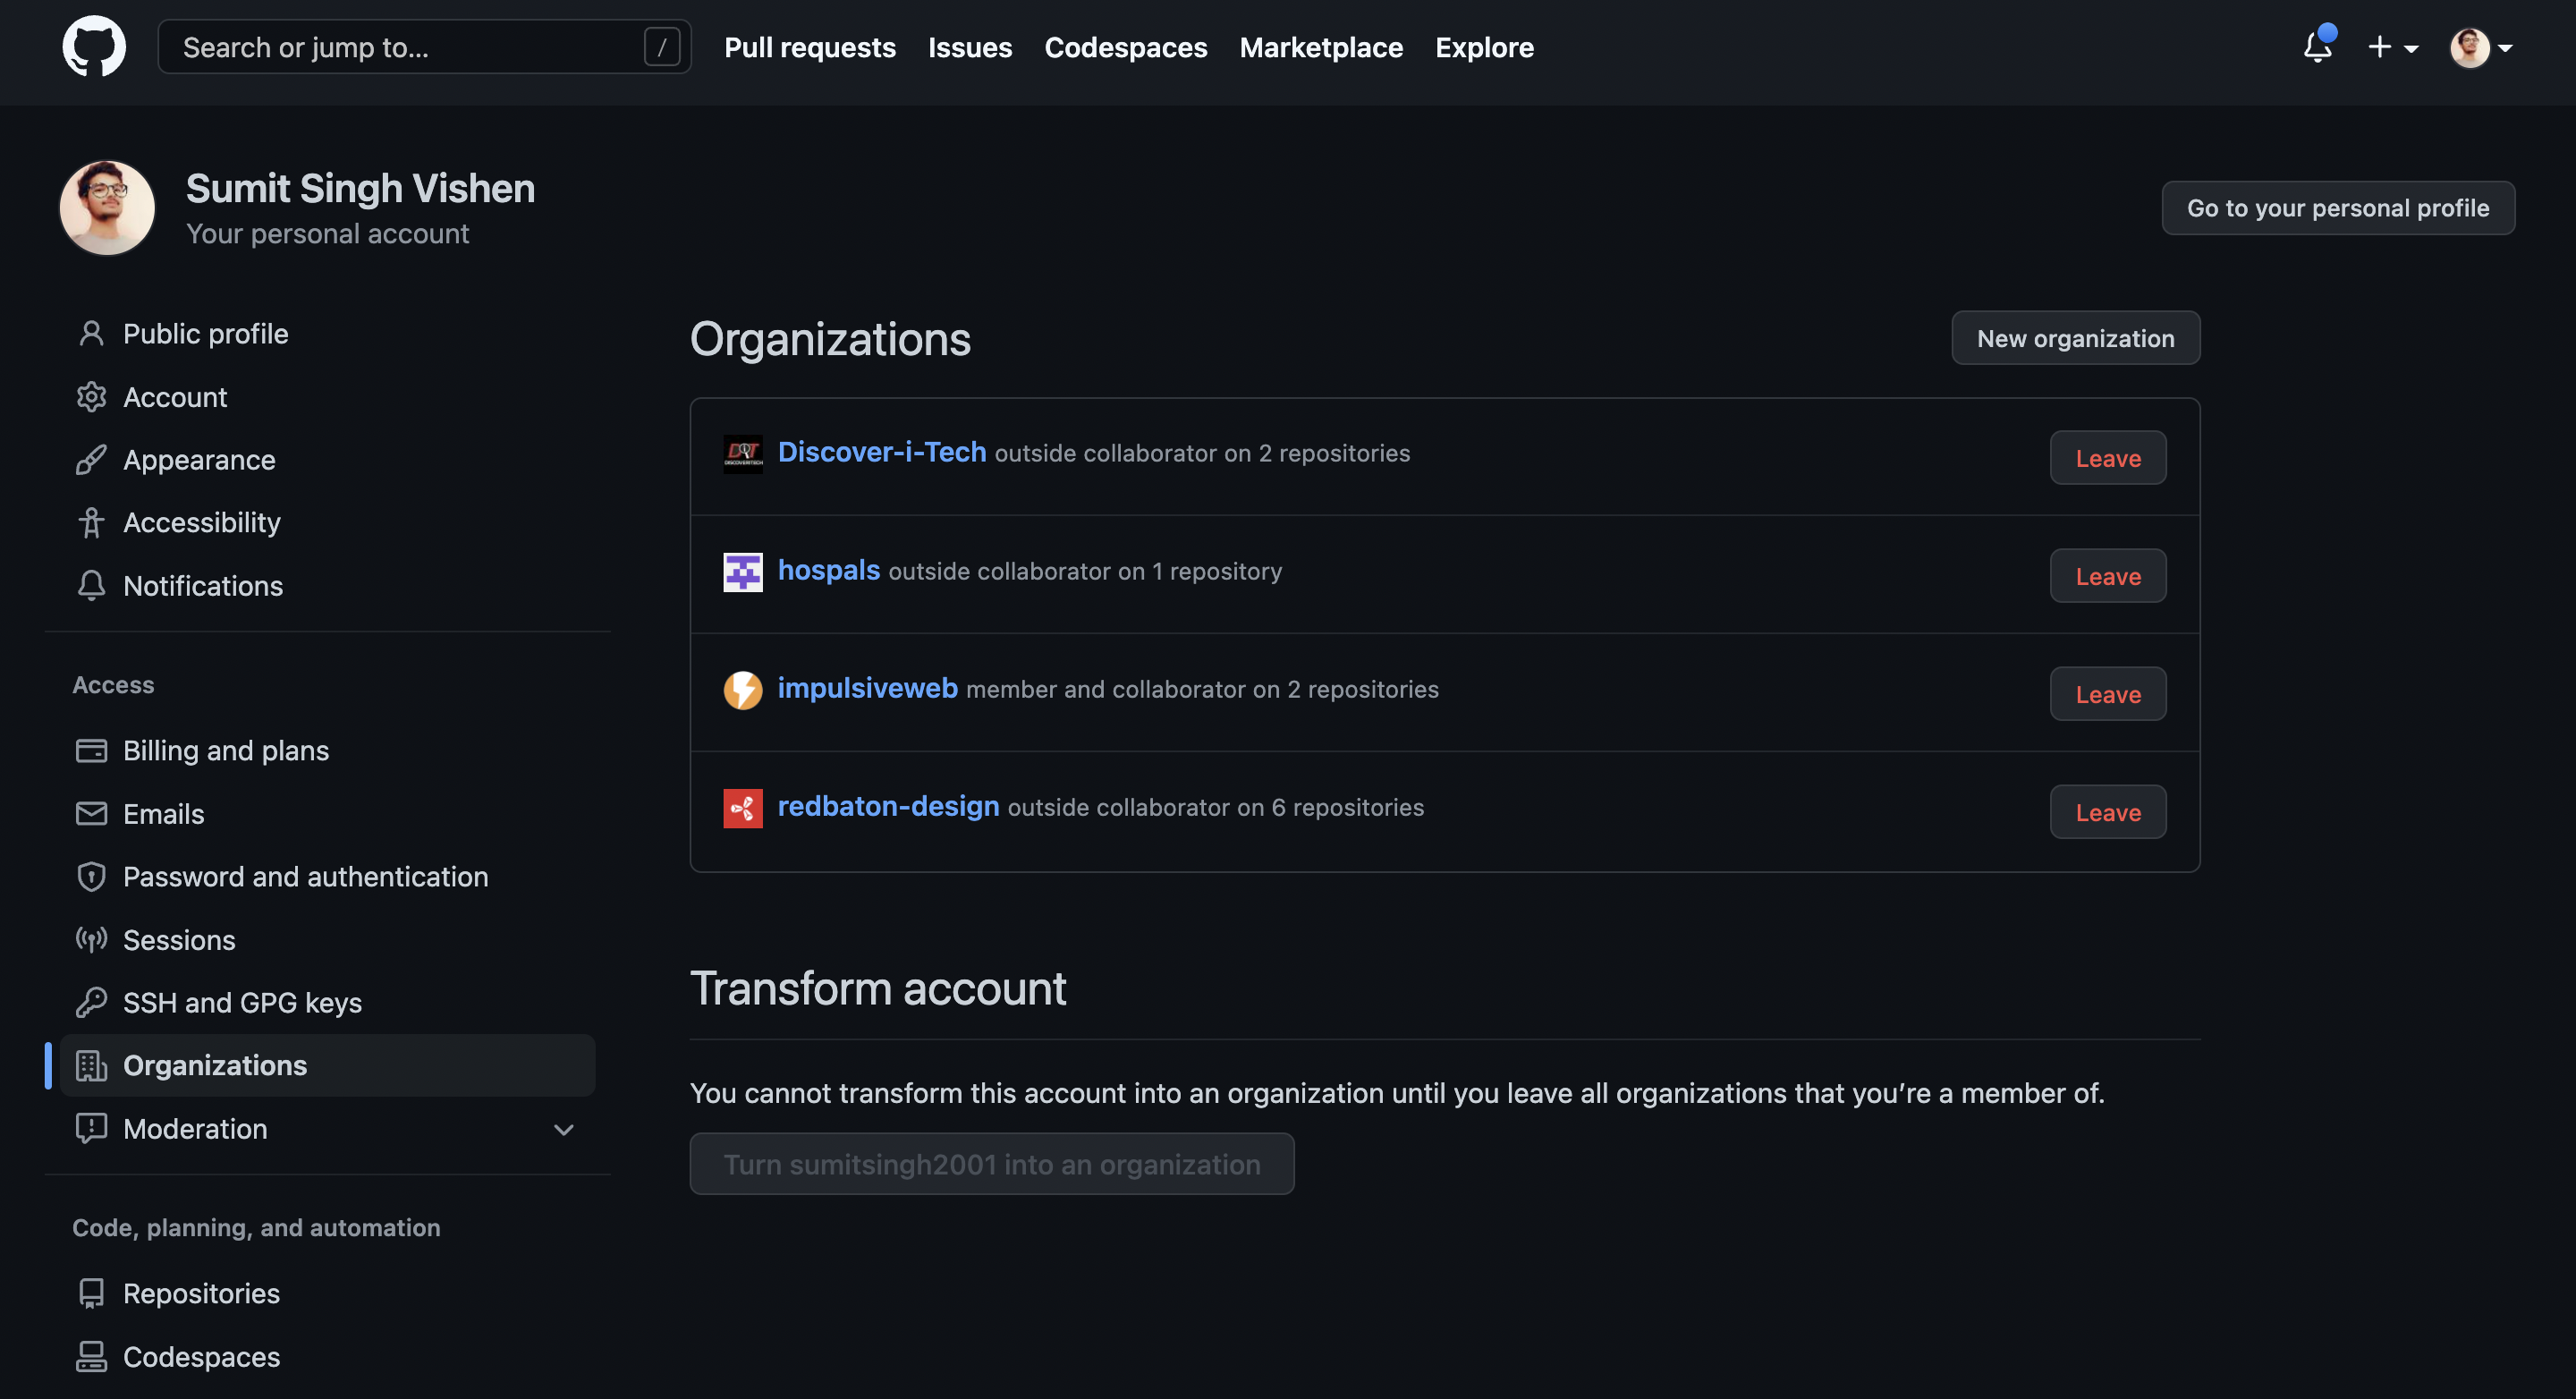 Search or jump to... /
Pull requests Issues Codespaces Marketplace Explore
Sumit Singh Vishen
Your personal account
Go to your personal profile
Public profile
Account
Appearance
Accessibility
Notifications
Access
Billing and plans
Emails
Password and authentication
Sessions
SSH and GPG keys
Organizations
Moderation
Code, planning, and automation
Repositories
Codespaces
Organizations
New organization
DIT
DISCOVERITECH
Discover-i-Tech outside collaborator on 2 repositories
Leave
hospals outside collaborator on 1 repository
Leave
impulsiveweb member and collaborator on 2 repositories
Leave
redbaton-design outside collaborator on 6 repositories
Leave
Transform account
You cannot transform this account into an organization until you leave all organizations that you’re a member of.
Turn sumitsingh2001 into an organization